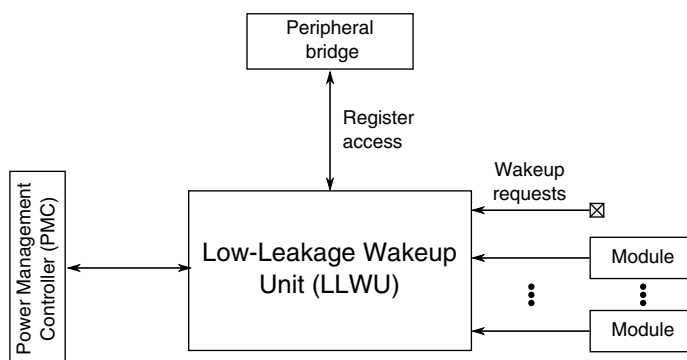 Peripheral
bridge
Register
access
Wakeup
requests
Power Management
Controller (PMC)
Low-Leakage Wakeup
Unit (LLWU)
Module
Module